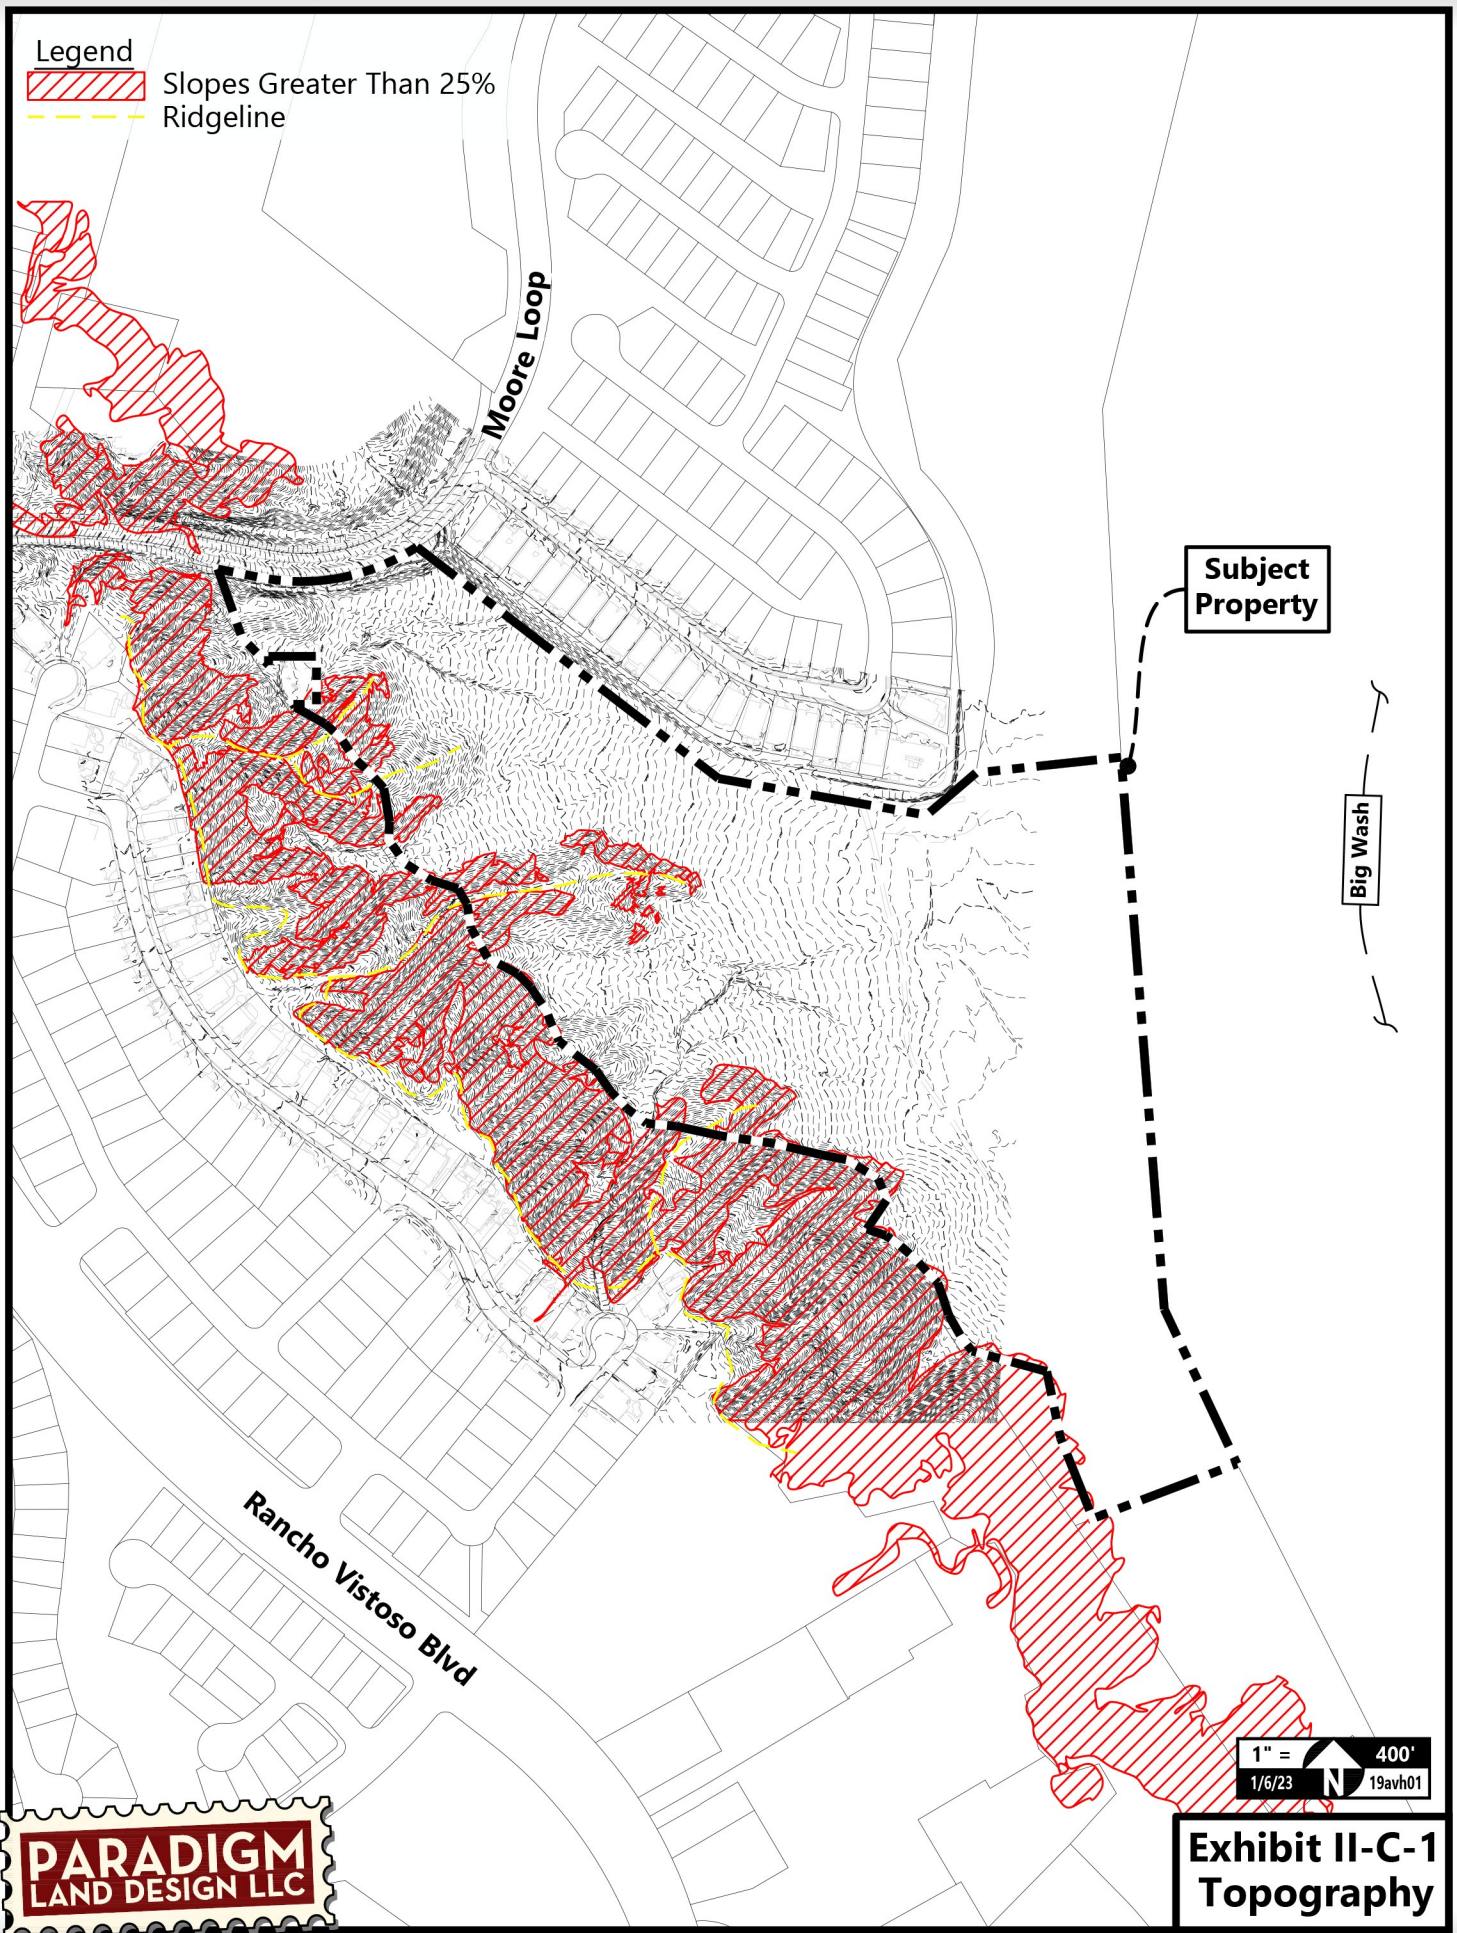 Legend
Slopes Greater Than 25%
Ridgeline
Moore Loop
Subject
Property
Big Wash
Rancho Vistoso Blvd
1" =
400'
1/6/23
N
19avh01
PARADIGM
LAND DESIGN LLC
Exhibit II-C-1
Topography